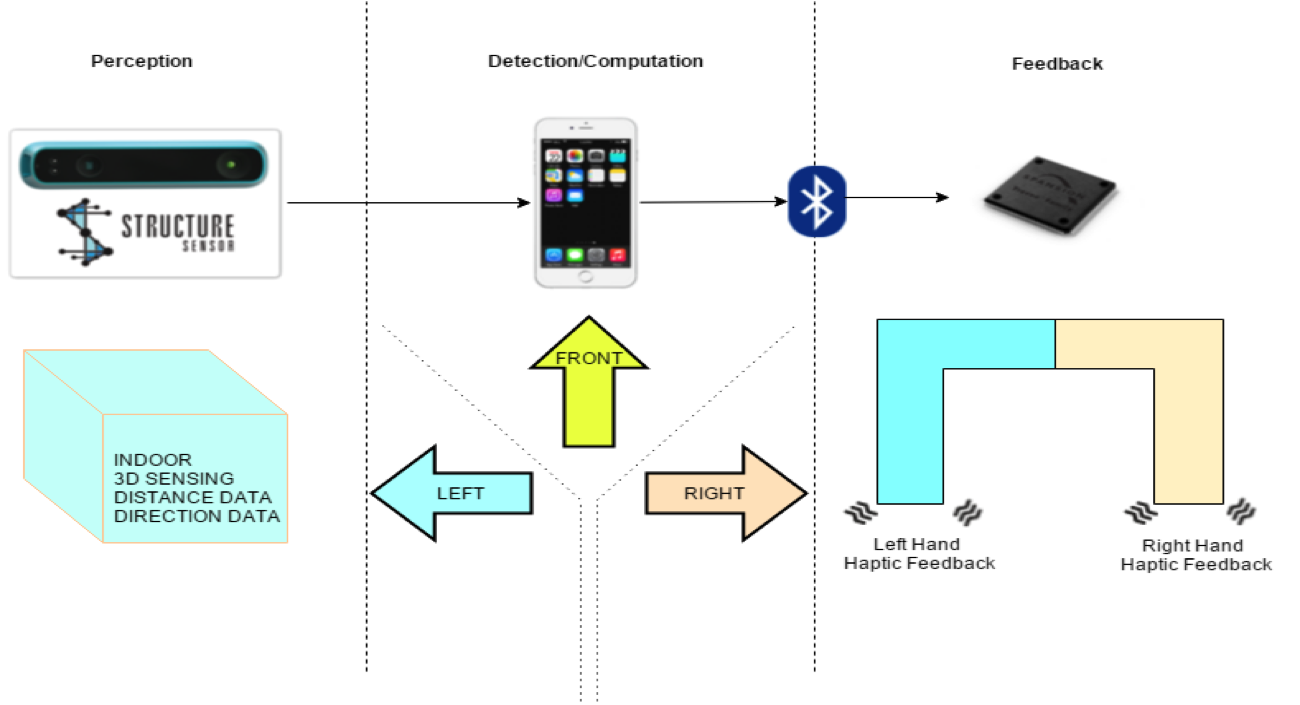 Perception
Detection/Computation
Feedback
STRUCTURE
SENSOR
22
FRONT
LEFT
RIGHT
INDOOR
3D SENSING
DISTANCE DATA
DIRECTION DATA
Left Hand
Haptic Feedback
Right Hand
Haptic Feedback